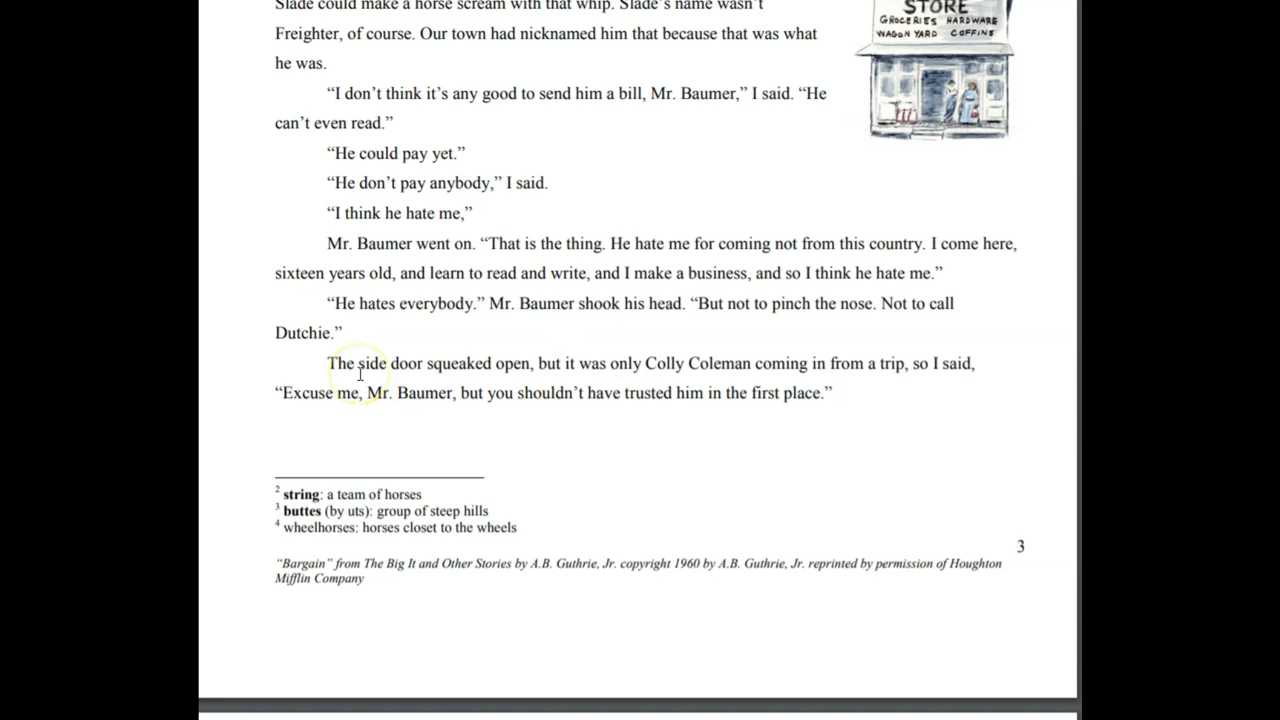 Slade could make a horse scream with that whip. Slade's name wasn't
Freighter, of course. Our town had nicknamed him that because that was what
he was.
“I don’t think it’s any good to send him a bill, Mr. Baumer,” I said. “He
can’t even read.”
“He could pay yet.”
“He don’t pay anybody,” I said.
“I think he hate me,”
Mr. Baumer went on. “That is the thing. He hate me for coming not from this country. I come here,
sixteen years old, and learn to read and write, and I make a business, and so I think he hate me.”
“He hates everybody.” Mr. Baumer shook his head. “But not to pinch the nose. Not to call
Dutchie.”
The side door squeaked open, but it was only Colly Coleman coming in from a trip, so I said,
“Excuse me, Mr. Baumer, but you shouldn’t have trusted him in the first place.”
STORE
GROCERIES HARDWARE
WAGON YARD COFFINS
2 string: a team of horses
3 buttes (by uts): group of steep hills
4 wheelhorses: horses closet to the wheels
3
“Bargain” from The Big It and Other Stories by A.B. Guthrie, Jr. copyright 1960 by A.B. Guthrie, Jr. reprinted by permission of Houghton
Mifflin Company